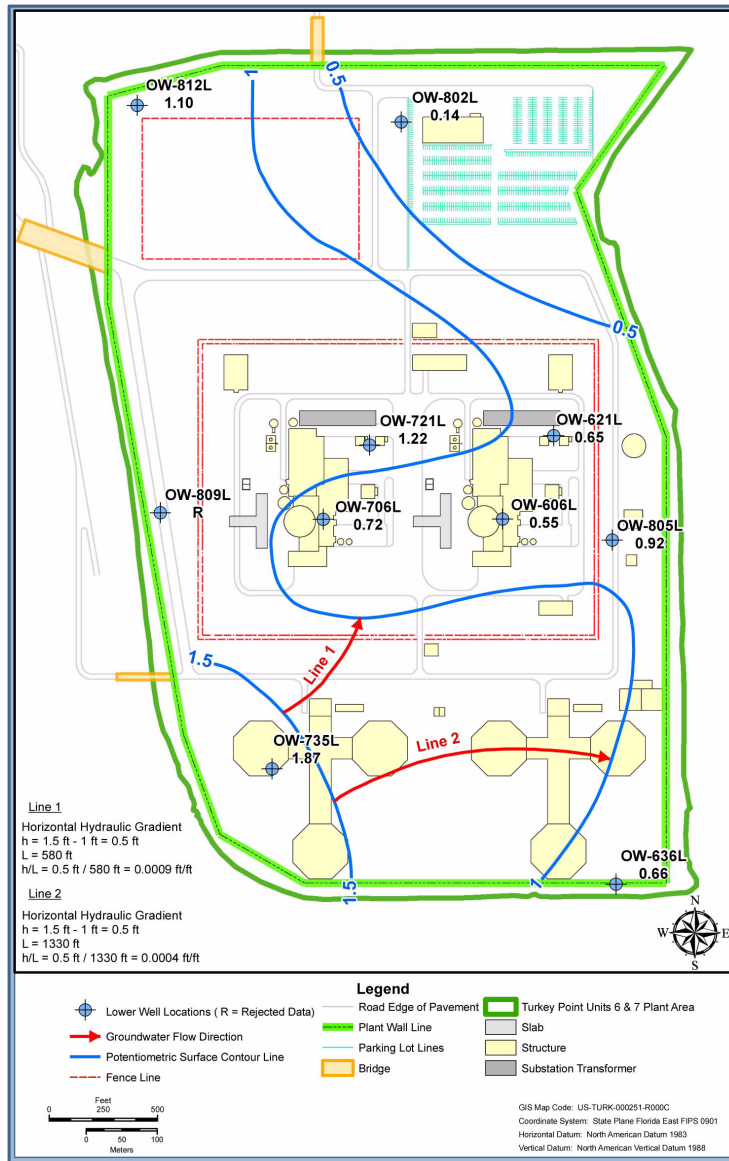 OW-812L
1.10
1
0.5
OW-802L
0.14
0.5
OW-721L
1.22
OW-621L
0.65
OW-809L
R
OW-706L
0.72
OW-606L
0.55
OW-805L
0.92
1.5
Line 1
OW-735L
1.87
Line 2
Line 1
Horizontal Hydraulic Gradient
h = 1.5 ft - 1 ft = 0.5 ft
L = 580 ft
h/L = 0.5 ft / 580 ft = 0.0009 ft/ft
Line 2
Horizontal Hydraulic Gradient
h = 1.5 ft - 1 ft = 0.5 ft
L = 1330 ft
h/L = 0.5 ft / 1330 ft = 0.0004 ft/ft
1.5
1
OW-636L
0.66
N
W E
S
Legend
Lower Well Locations ( R = Rejected Data)
Groundwater Flow Direction
Potentiometric Surface Contour Line
Fence Line
Road Edge of Pavement
Plant Wall Line
Parking Lot Lines
Bridge
Turkey Point Units 6 & 7 Plant Area
Slab
Structure
Substation Transformer
Feet
0 250 500
0 50 100
Meters
GIS Map Code: US-TURK-000251-R000C
Coordinate System: State Plane Florida East FIPS 0901
Horizontal Datum: North American Datum 1983
Vertical Datum: North American Vertical Datum 1988